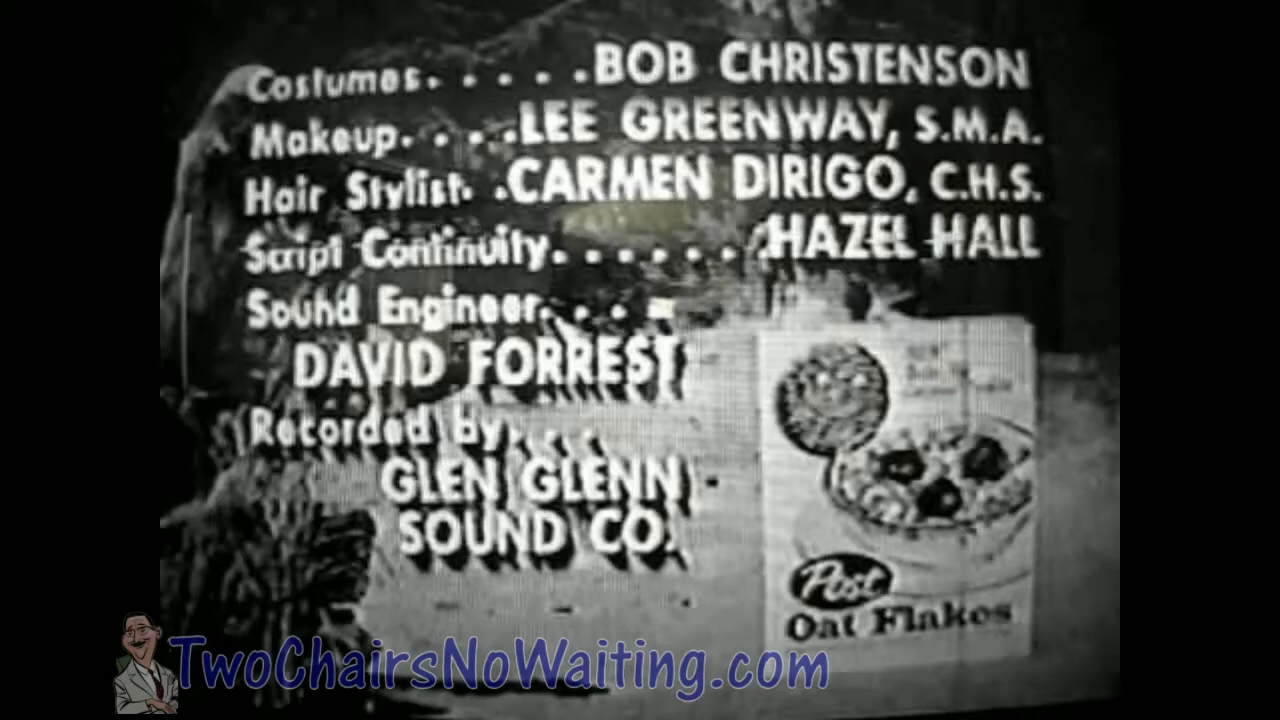 Costumes. . . . . .BOB CHRISTENSON
Makeup. . . . .LEE GREENWAY, S.M.A.
Hair Stylist. .CARMEN DIRIGO, C.H.S.
Script Continuity. . . . . . .HAZEL HALL
Sound Engineer. . . .
DAVID FORREST
Recorded by. . .
GLEN GLENN
SOUND CO.
Post
Oat Flakes
TwoChairsNoWaiting.com